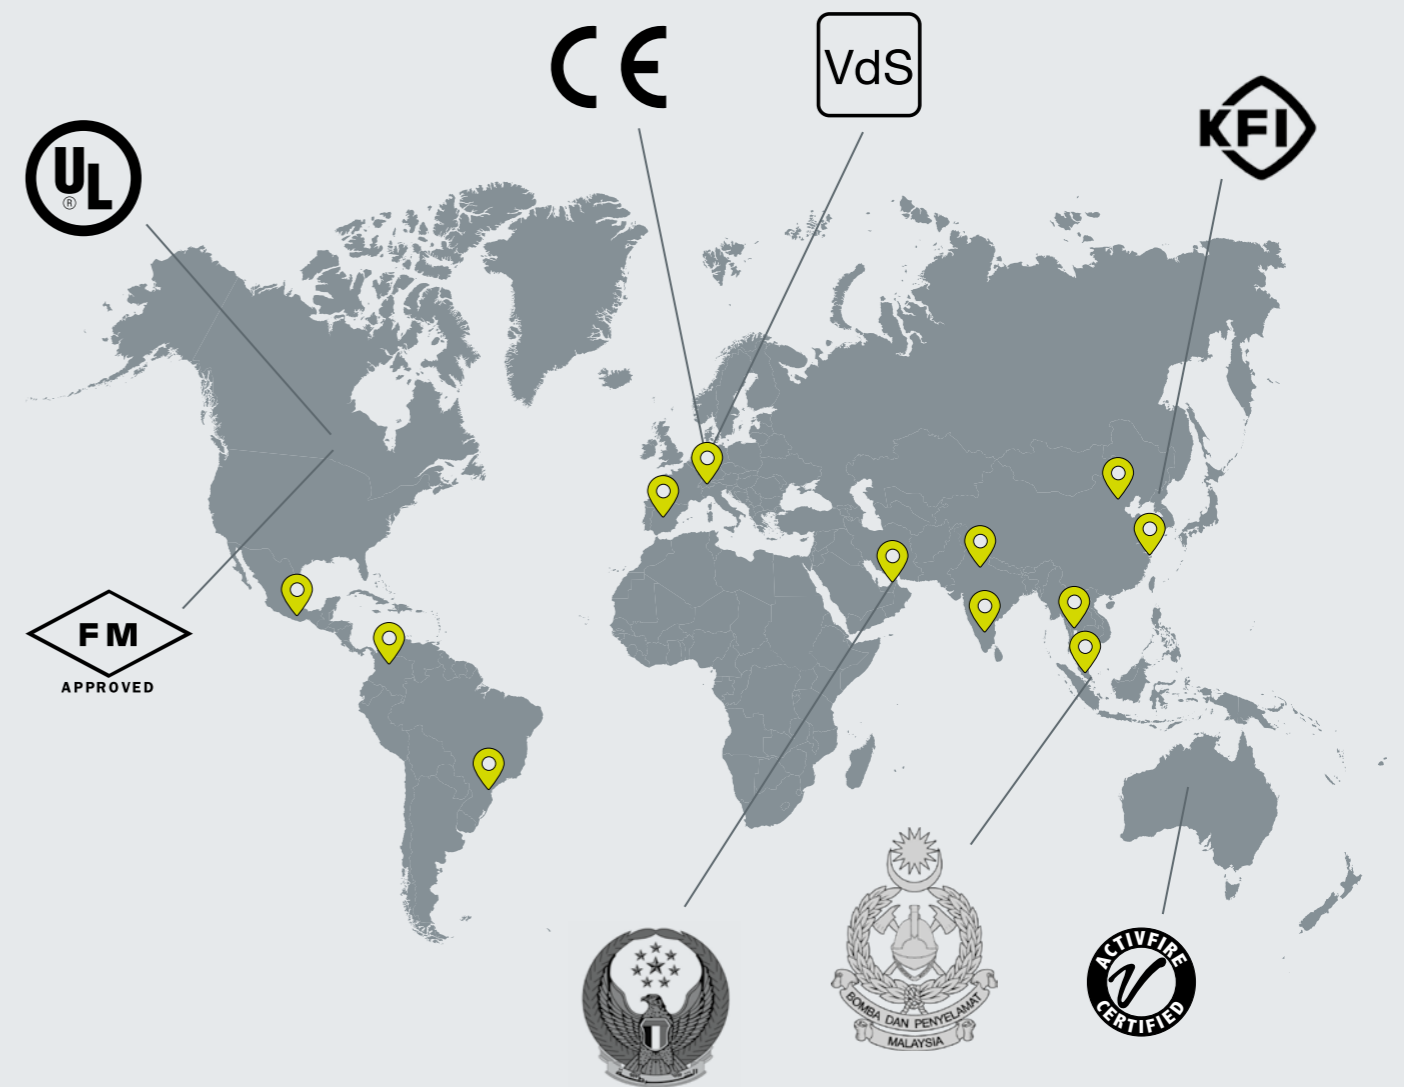 CE
VdS
KFI
UL
®
FM
APPROVED
BOMBA DAN PENYELAMAT
MALAYSIA
ACTIVFIRE
CERTIFIED